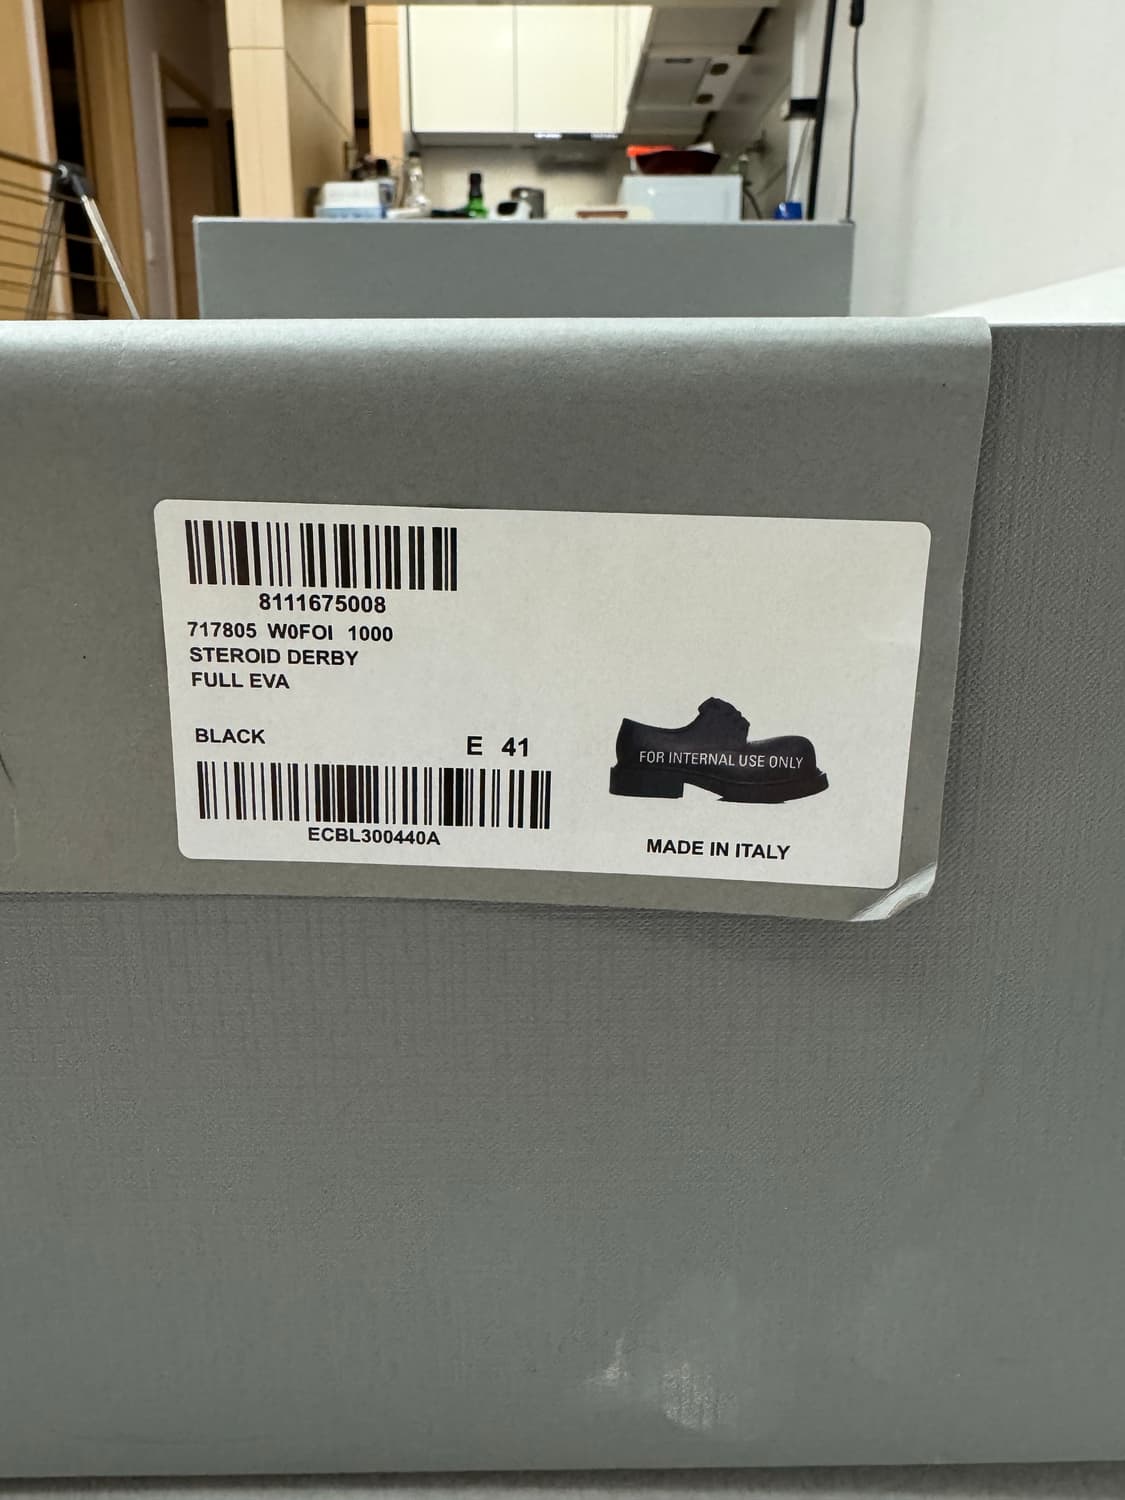 8111675008
717805 W0FOI 1000
STEROID DERBY
FULL EVA
BLACK
E 41
ECBL300440A
FOR INTERNAL USE ONLY
MADE IN ITALY